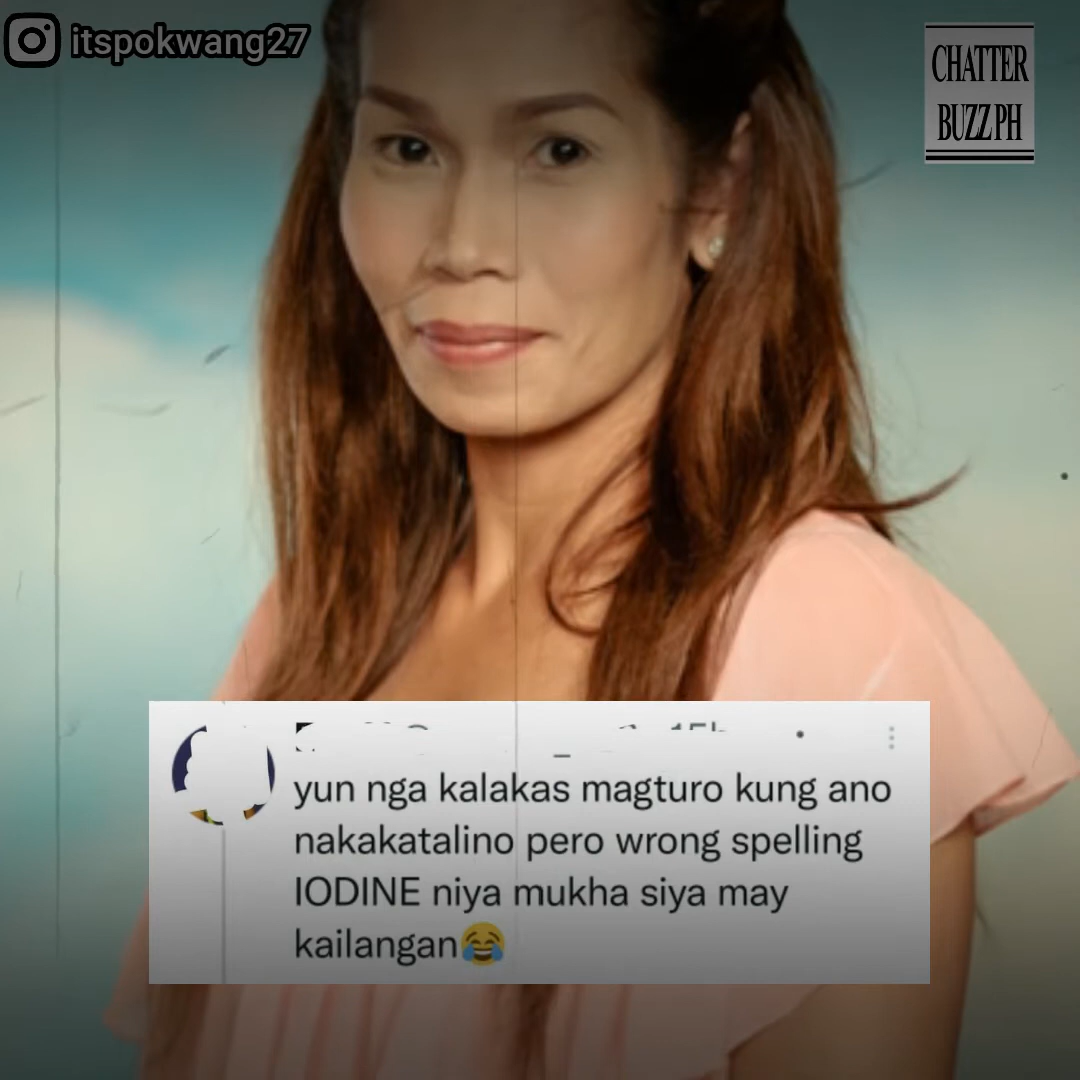 itspokwang27
CHATTER
BUZZ PH
yun nga kalakas magturo kung ano
nakakatalino pero wrong spelling
IODINE niya mukha siya may
kailangan😂